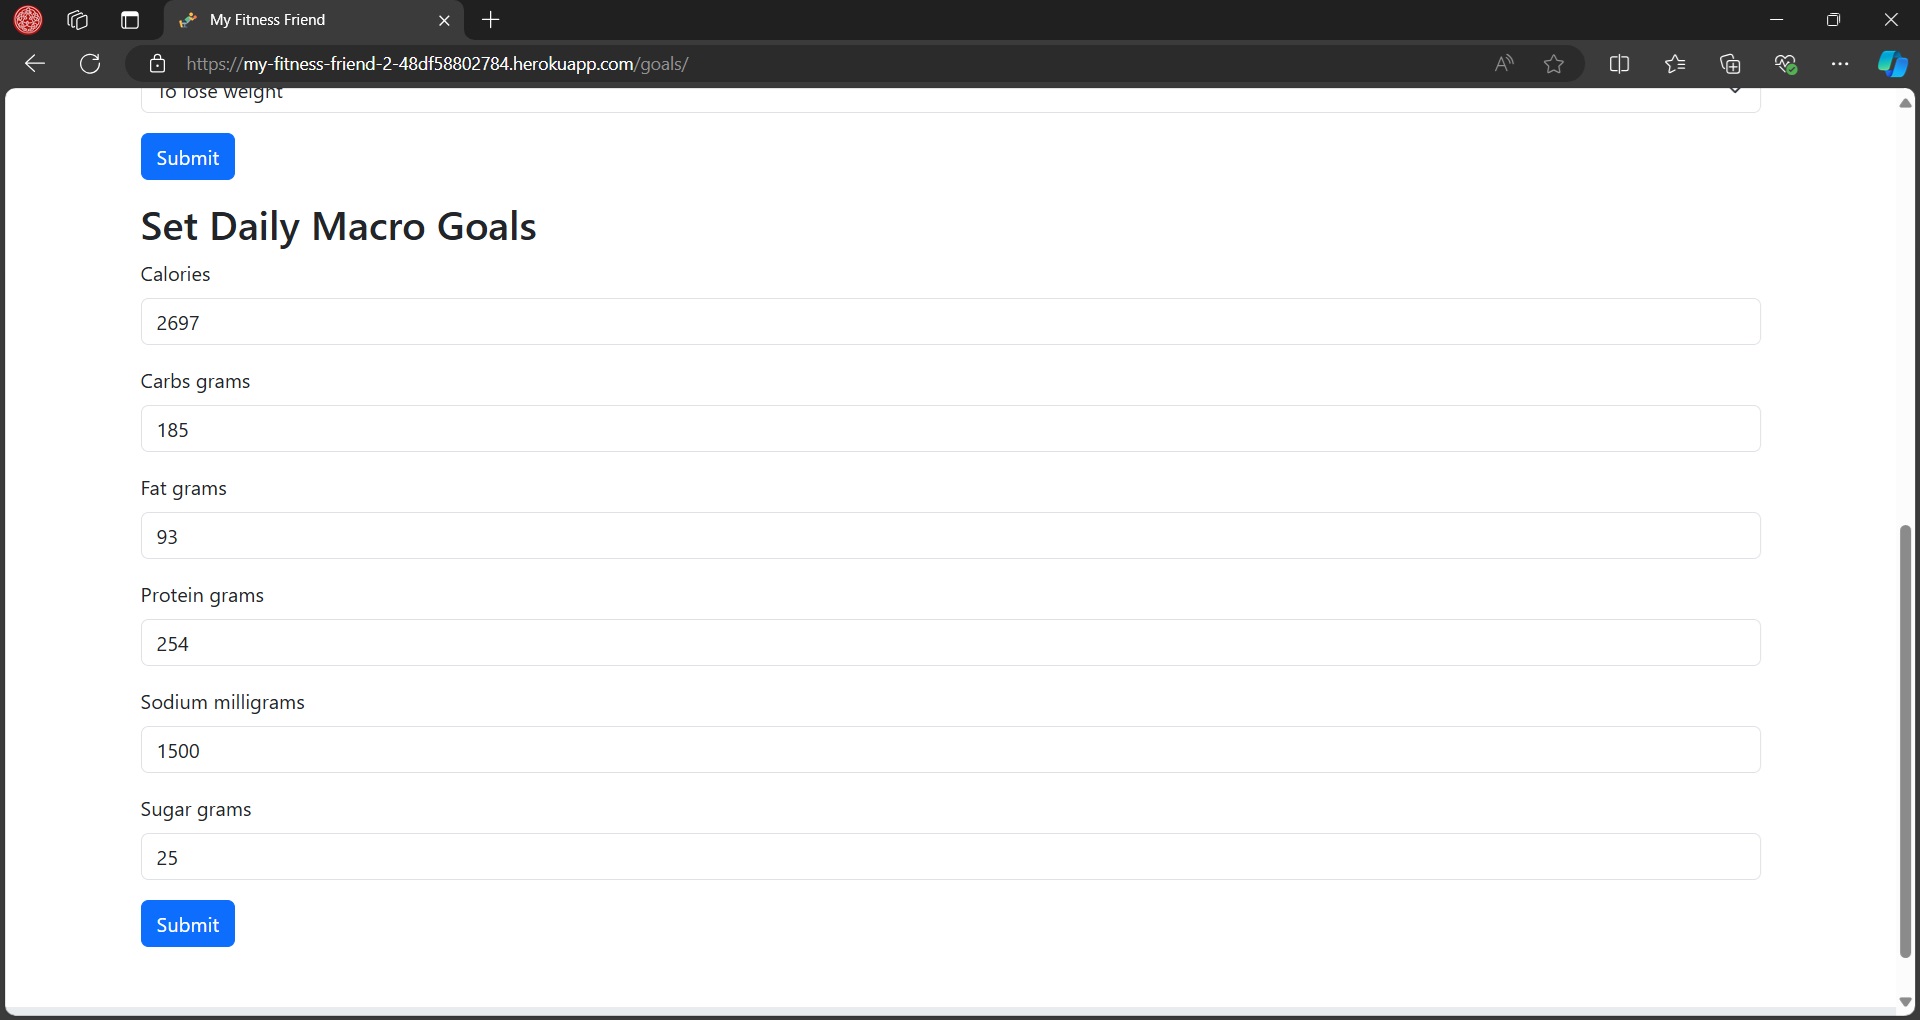 My Fitness Friend
https://my-fitness-friend-2-48df58802784.herokuapp.com/goals/
To lose weight
Submit
Set Daily Macro Goals
Calories
2697
Carbs grams
185
Fat grams
93
Protein grams
254
Sodium milligrams
1500
Sugar grams
25
Submit